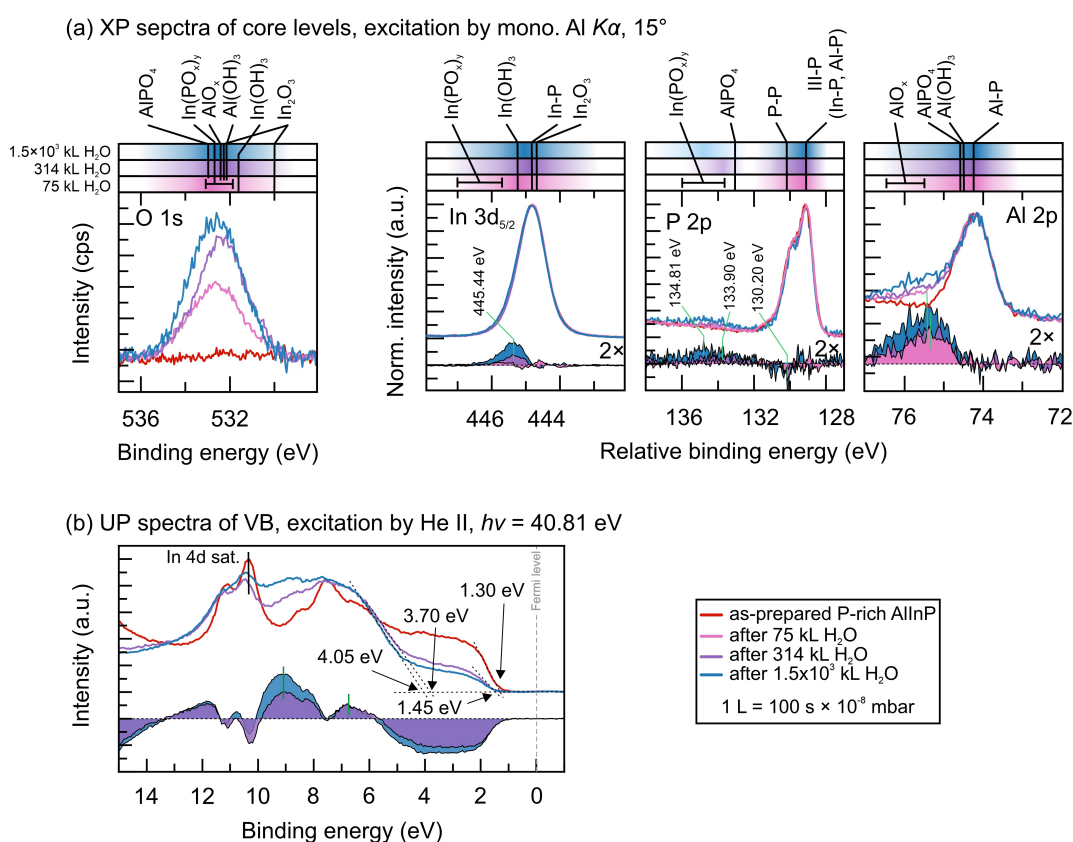 (a) XP sepctra of core levels, excitation by mono. Al Kα, 15°
AlPO₄
In(POₓ)ᵧ
AlOₓ
Al(OH)₃
In(OH)₃
In₂O₃
In(POₓ)ᵧ
In(OH)₃
In-P
In₂O₃
In(POₓ)ᵧ
AlPO₄
P-P
III-P
(In-P, Al-P)
AlOₓ
AlPO₄
Al(OH)₃
Al-P
1.5×10³ kL H₂O
314 kL H₂O
75 kL H₂O
O 1s
In 3d₅/₂
P 2p
Al 2p
445.44 eV
134.81 eV
133.90 eV
130.20 eV
2×
2×
2×
Intensity (cps)
Norm. intensity (a.u.)
536 532
446 444
136 132 128
76 74 72
Binding energy (eV)
Relative binding energy (eV)
(b) UP spectra of VB, excitation by He II, hν = 40.81 eV
In 4d sat.
Fermi level
1.30 eV
3.70 eV
4.05 eV
1.45 eV
Intensity (a.u.)
14 12 10 8 6 4 2 0
Binding energy (eV)
as-prepared P-rich AlInP
after 75 kL H₂O
after 314 kL H₂O
after 1.5x10³ kL H₂O
1 L = 100 s × 10⁻⁸ mbar